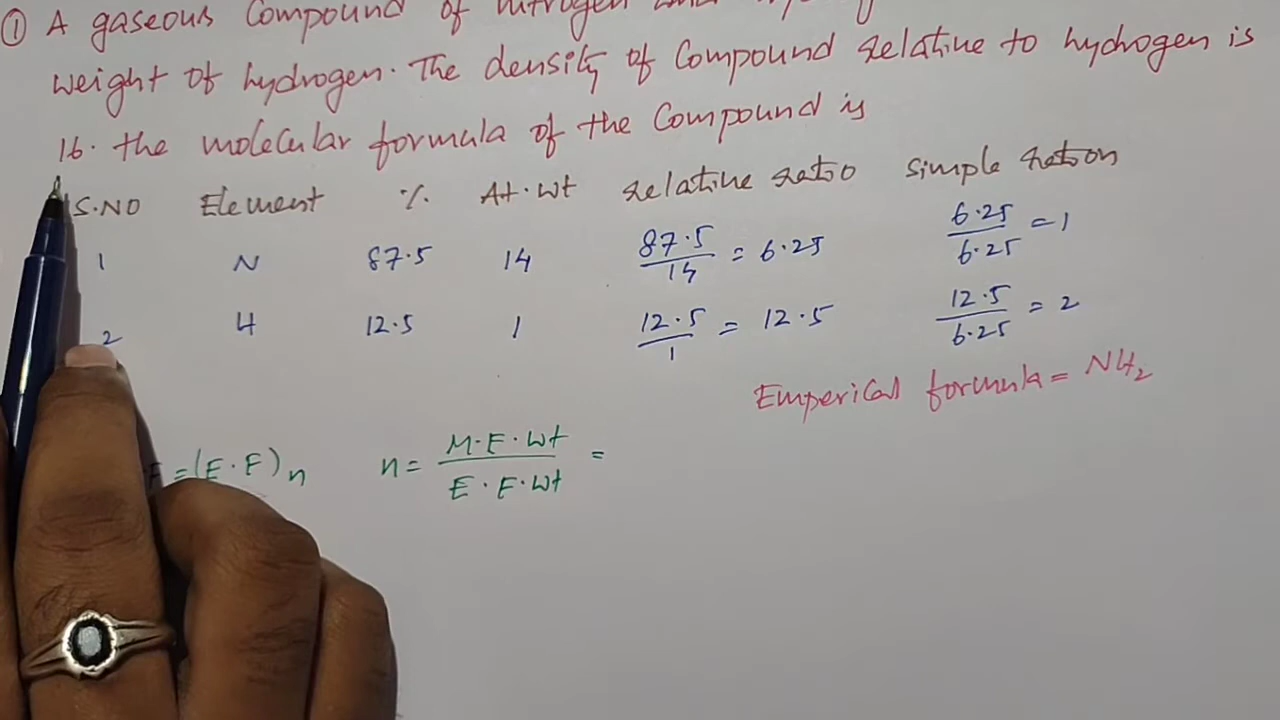 ① A gaseous Compound of nitrogen and
weight of hydrogen. The density of Compound relative to hydrogen is
16. the molecular formula of the Compound is
S.NO Element % At.wt relative ratio simple ration
1 N 87.5 14 87.5/14 = 6.25 6.25/6.25 = 1
2 H 12.5 1 12.5/1 = 12.5 12.5/6.25 = 2
Emperical formula = NH₂
F = (E.F)n n = M.F.Wt/E.F.Wt =